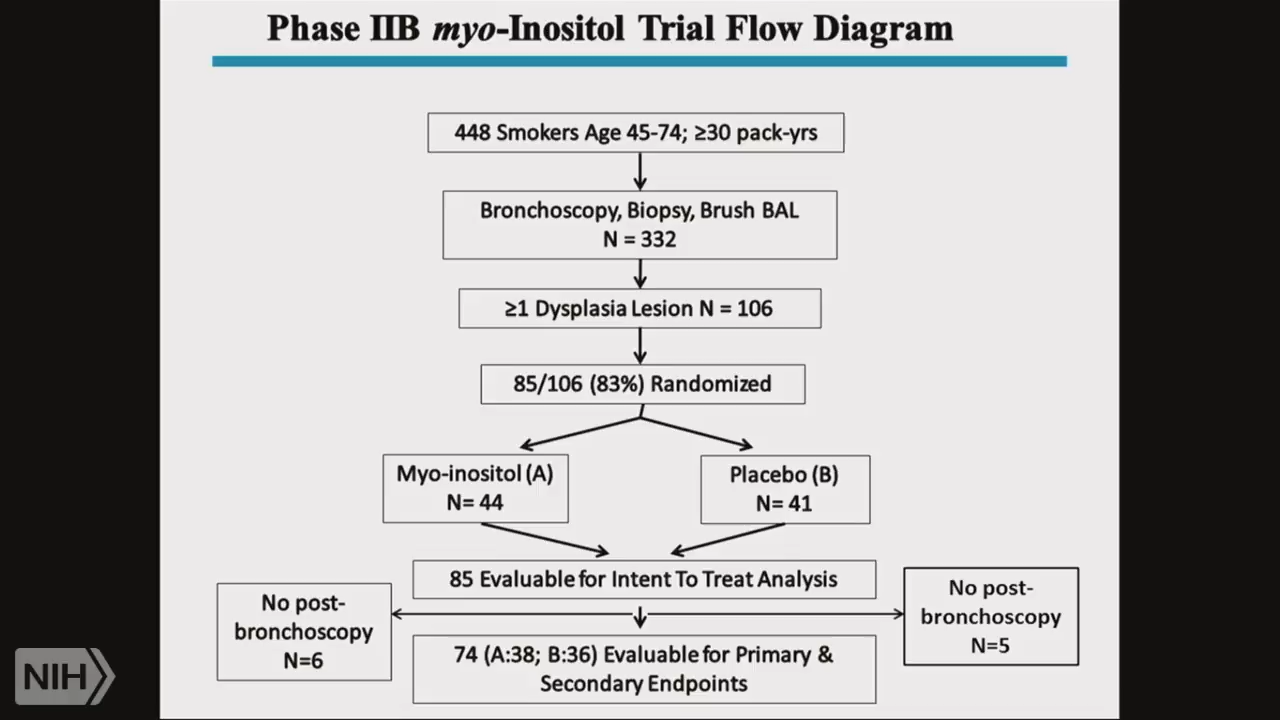 Phase IIB myo-Inositol Trial Flow Diagram
448 Smokers Age 45-74; ≥30 pack-yrs
Bronchoscopy, Biopsy, Brush BAL
N = 332
≥1 Dysplasia Lesion N = 106
85/106 (83%) Randomized
Myo-inositol (A)
N= 44
Placebo (B)
N= 41
85 Evaluable for Intent To Treat Analysis
No post-
bronchoscopy
N=6
No post-
bronchoscopy
N=5
74 (A:38; B:36) Evaluable for Primary &
Secondary Endpoints
NIH